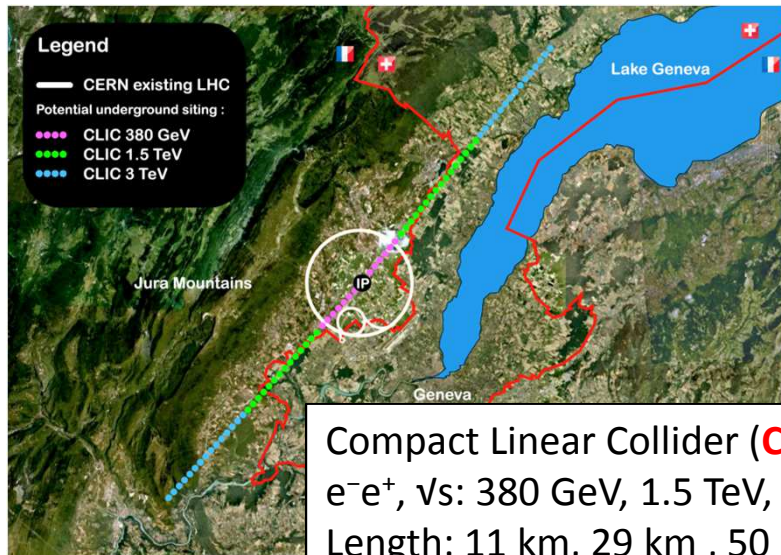 Legend
CERN existing LHC
Potential underground siting :
CLIC 380 GeV
CLIC 1.5 TeV
CLIC 3 TeV
Lake Geneva
Jura Mountains
IP
Geneva
Compact Linear Collider (C
e⁻e⁺, √s: 380 GeV, 1.5 TeV,
Length: 11 km, 29 km , 50